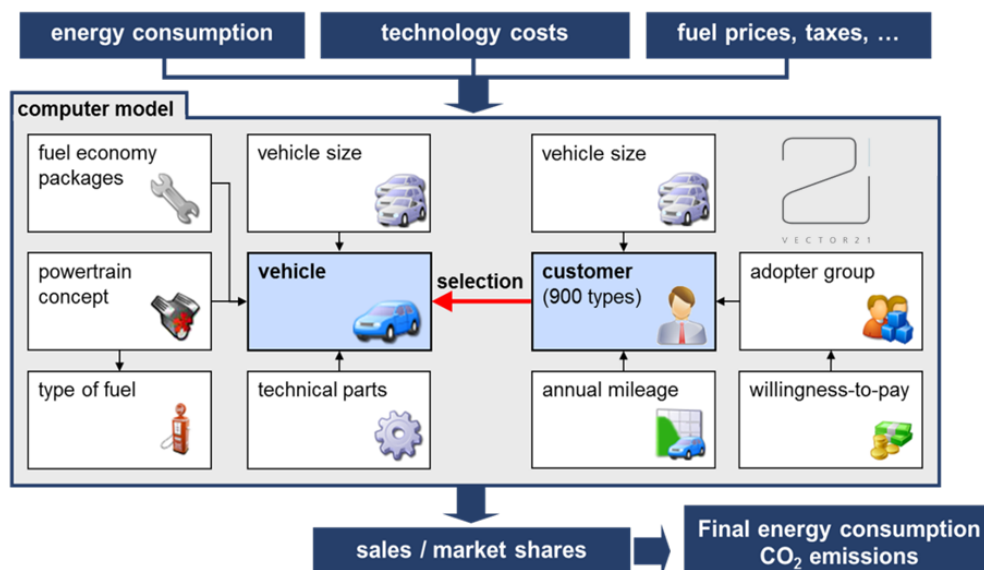 energy consumption
technology costs
fuel prices, taxes, …
computer model
fuel economy
packages
vehicle size
vehicle size
VECTOR21
powertrain
concept
vehicle
selection
customer
(900 types)
adopter group
type of fuel
technical parts
annual mileage
willingness-to-pay
sales / market shares
Final energy consumption
CO₂ emissions